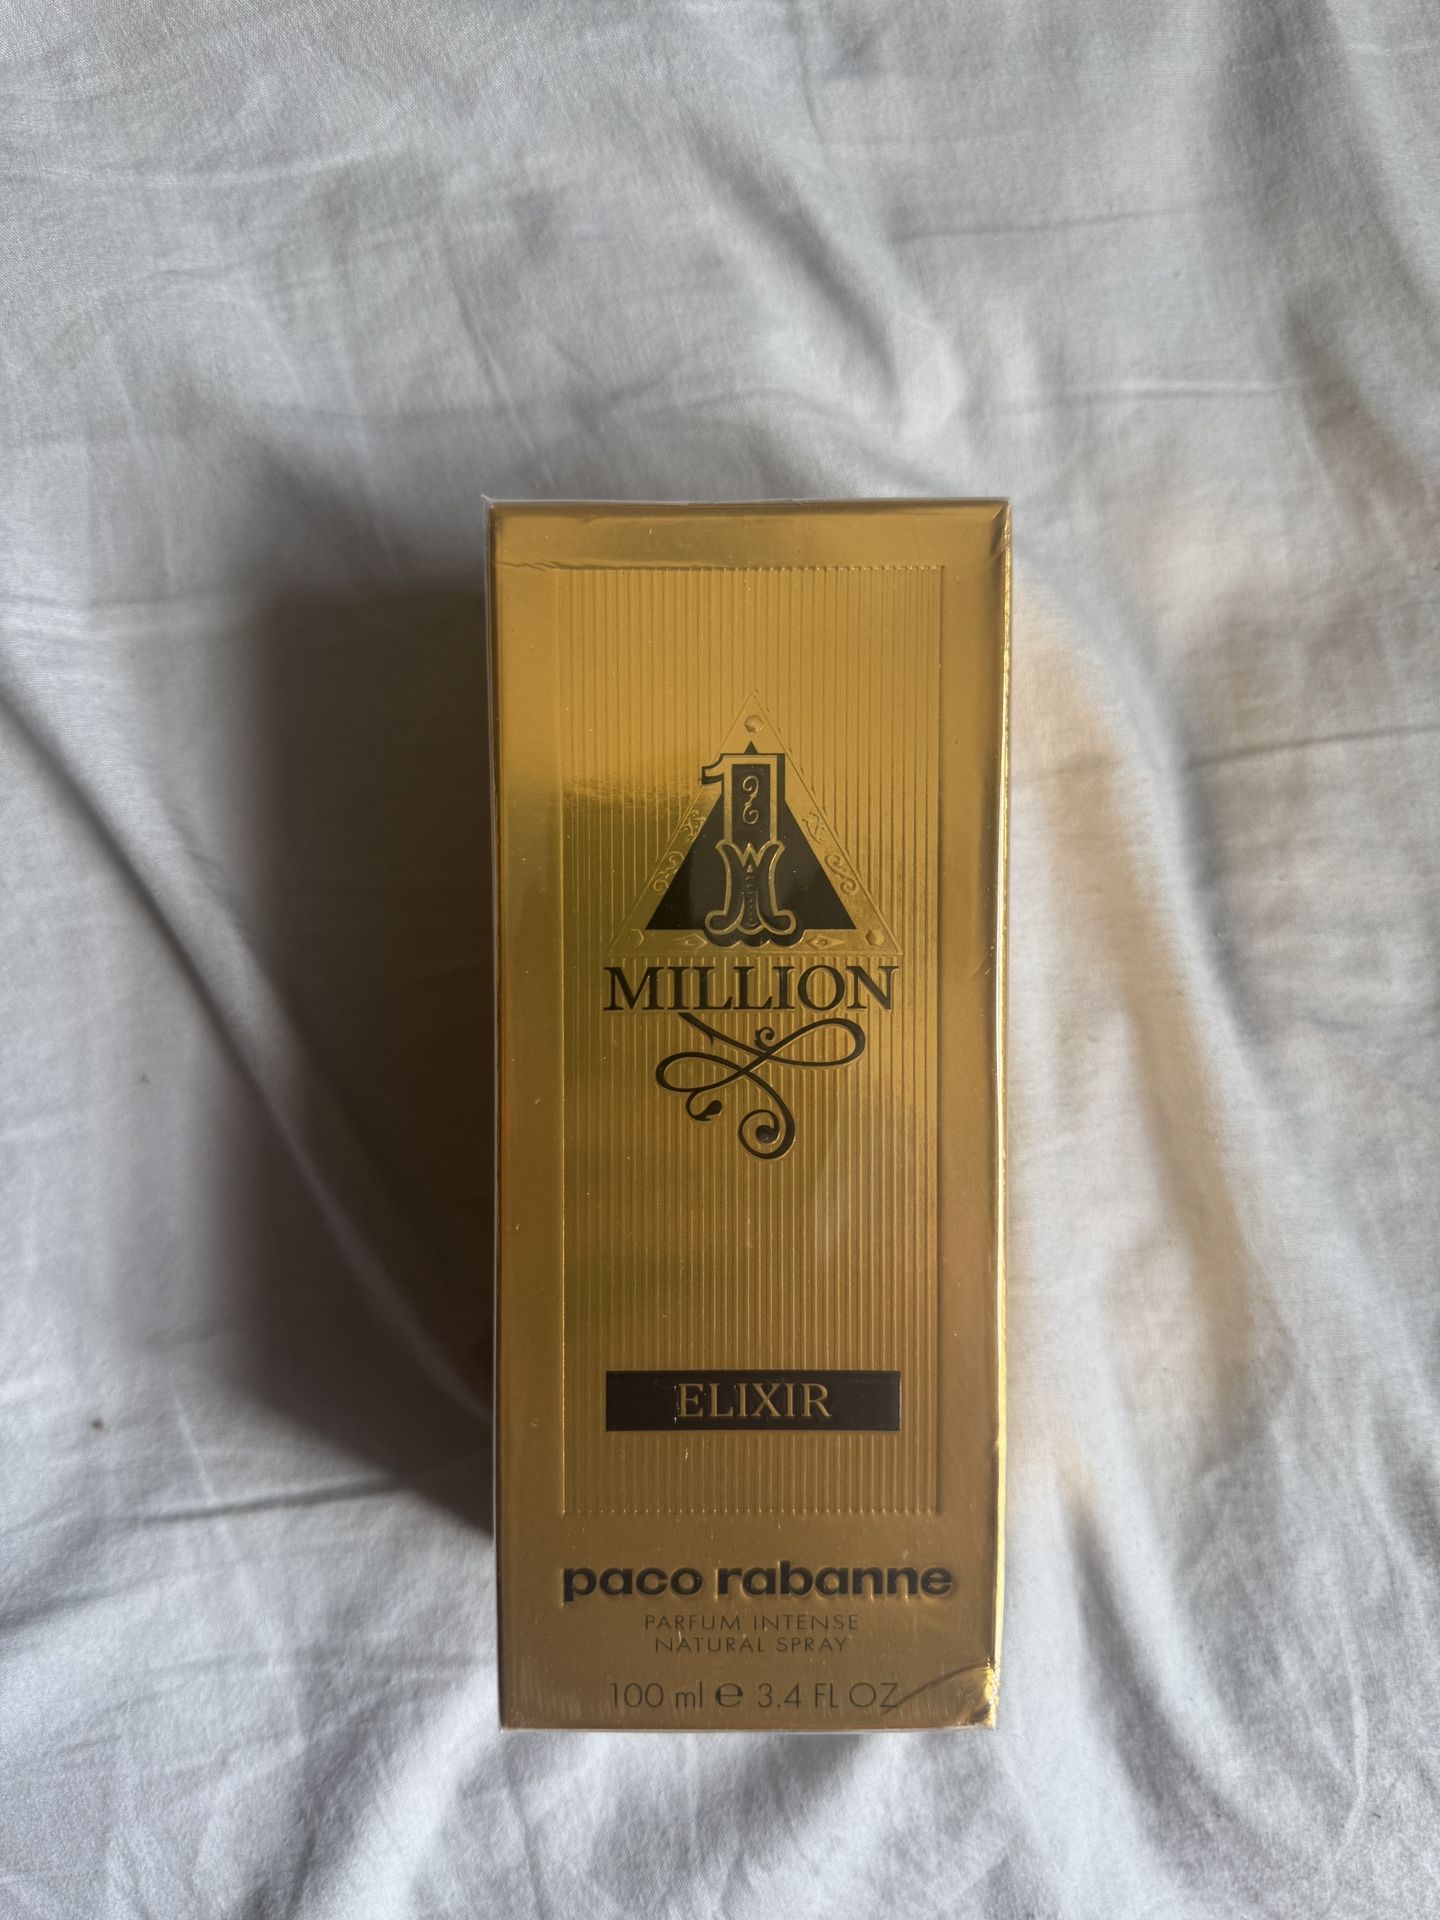 1
MILLION
ELIXIR
paco rabanne
PARFUM INTENSE
NATURAL SPRAY
100 ml ℮ 3.4 FL OZ